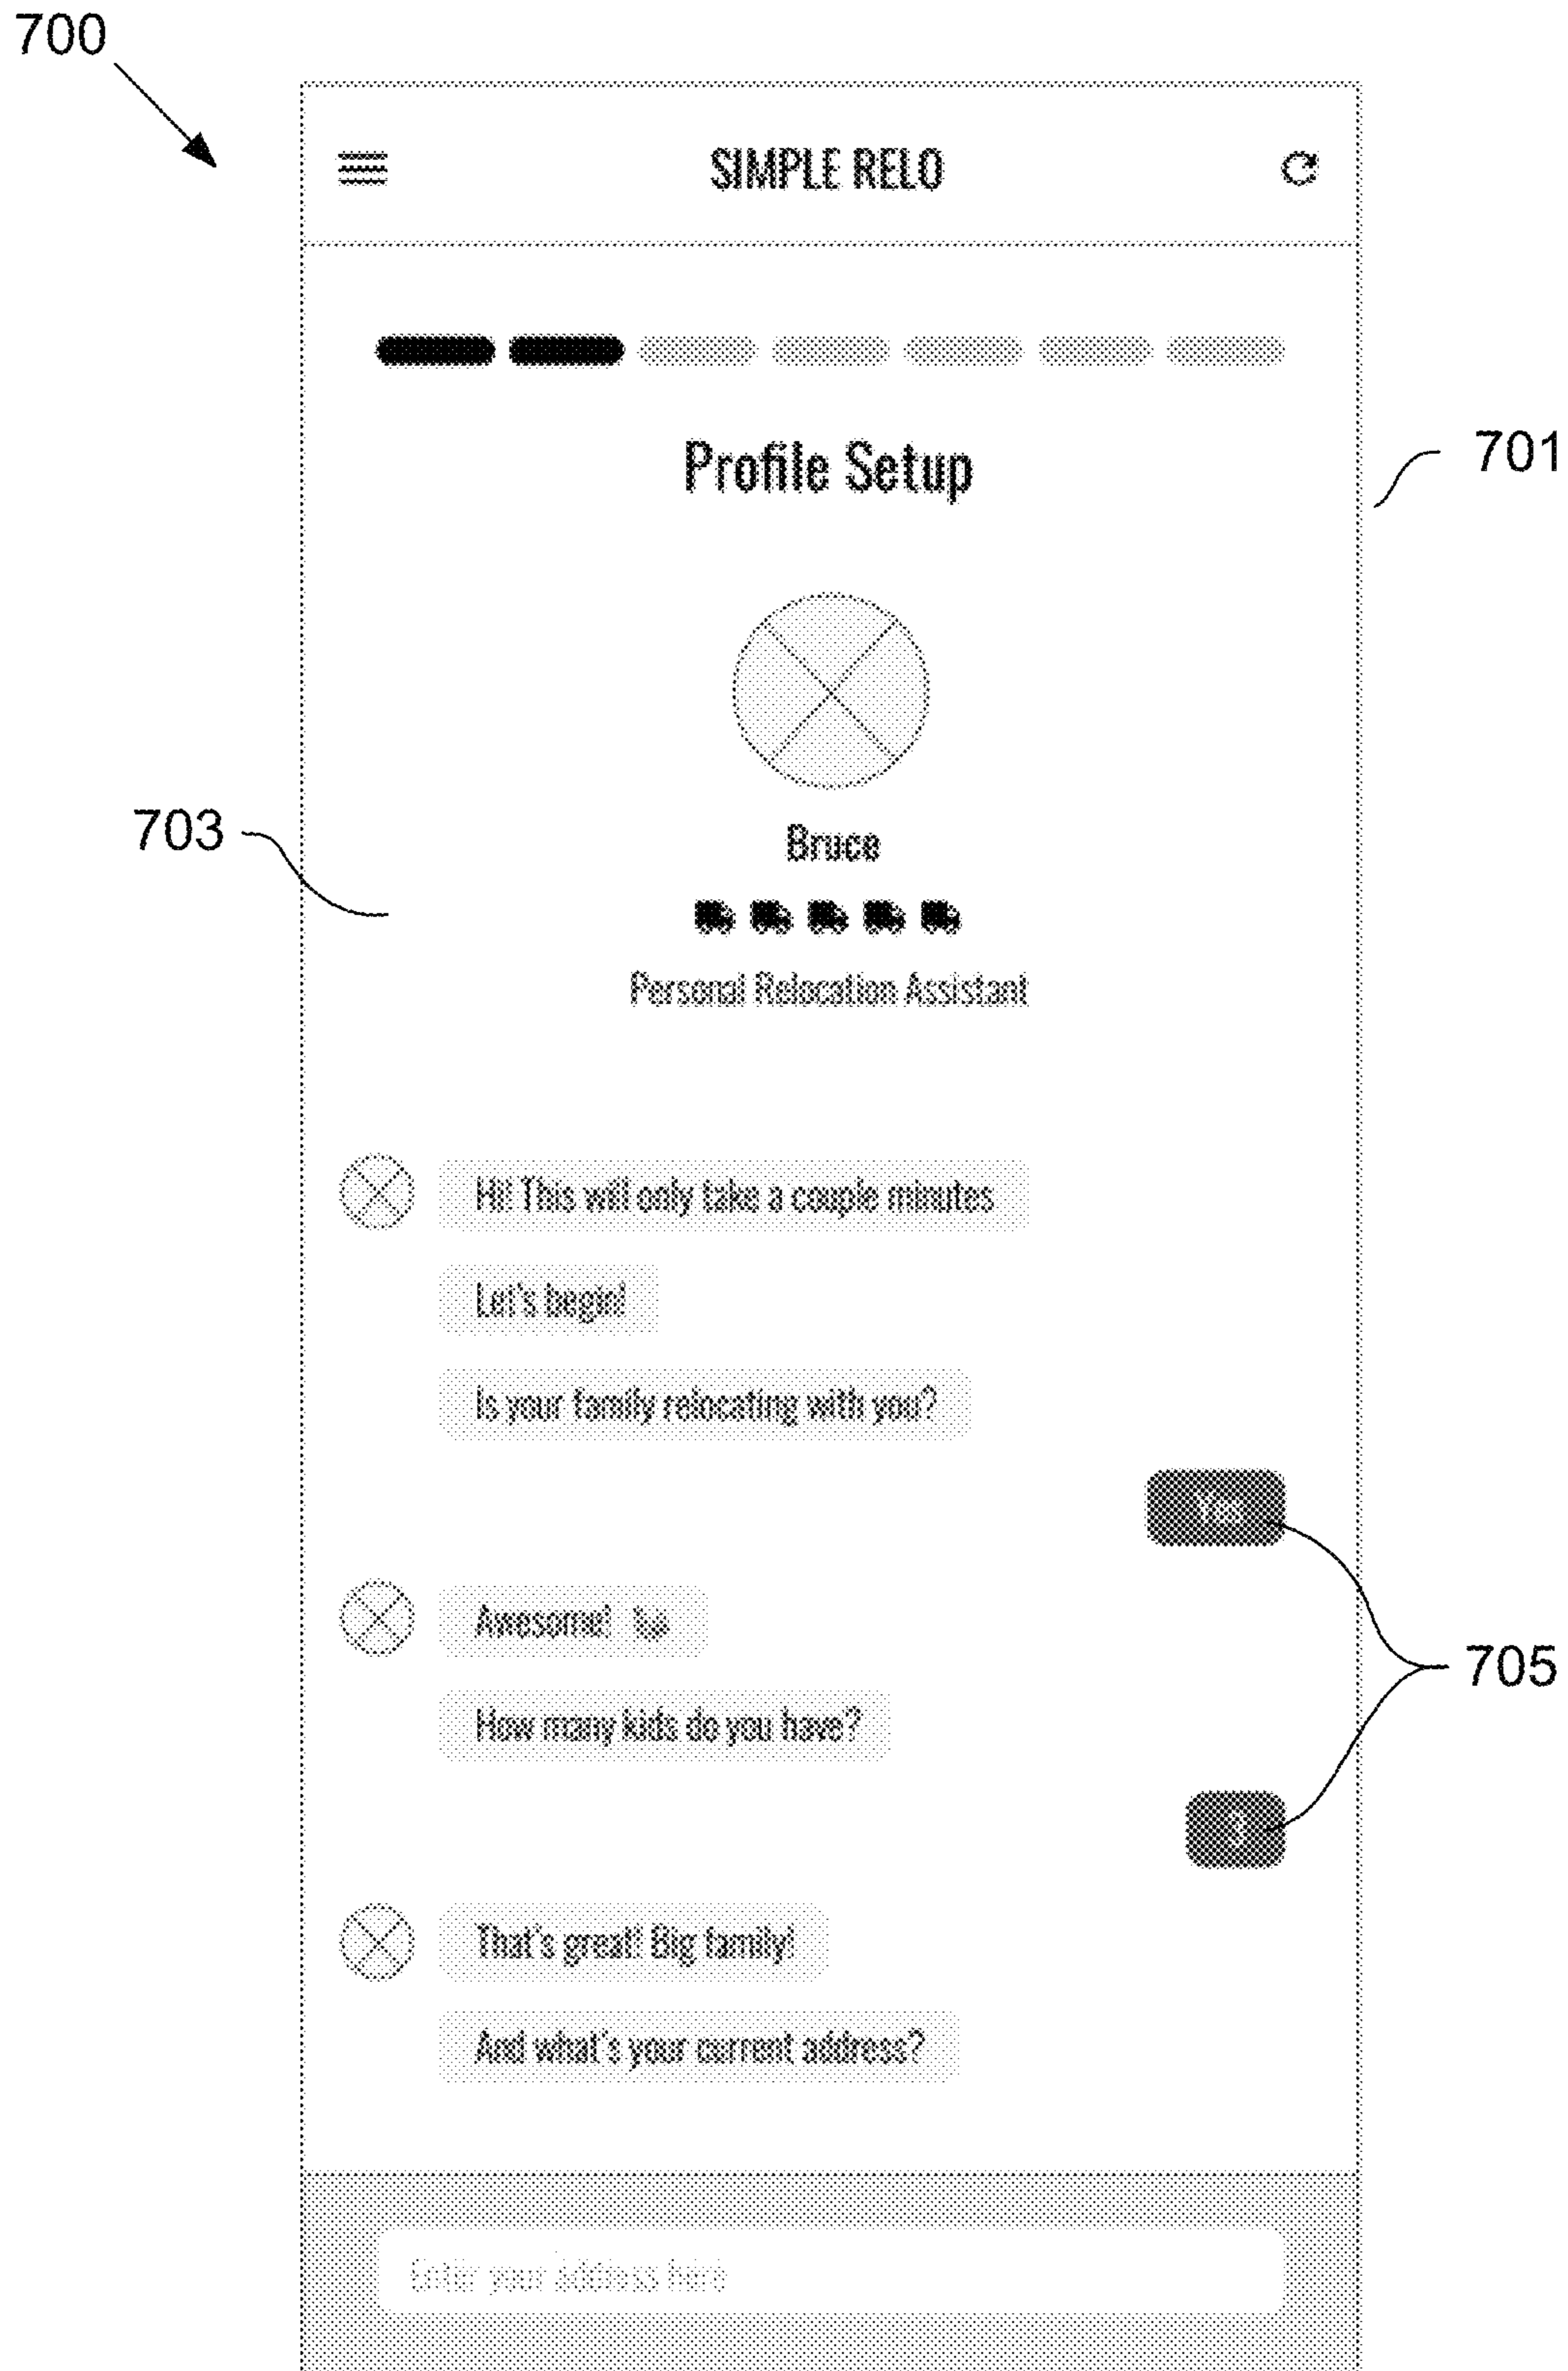 700
SIMPLE RELO
Profile Setup
701
Bruce
703
Personal Relocation Assistant
Hi! This will only take a couple minutes
Let's begin!
Is your family relocating with you?
Yes
Awesome!
How many kids do you have?
705
That's great! Big family!
And what's your current address?
Enter your address here